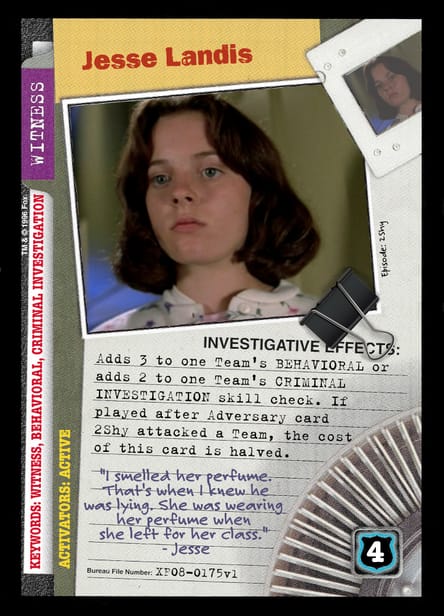 Jesse Landis
WITNESS
TM & © 1996 Fox
KEYWORDS: WITNESS, BEHAVIORAL, CRIMINAL INVESTIGATION
ACTIVATORS: ACTIVE
Episode: 2Shy
INVESTIGATIVE EFFECTS:
Adds 3 to one Team's BEHAVIORAL or
adds 2 to one Team's CRIMINAL
INVESTIGATION skill check. If
played after Adversary card
2Shy attacked a Team, the cost
of this card is halved.
"I smelled her perfume.
That's when I knew he
was lying. She was wearing
her perfume when
she left for her class."
- Jesse
4
Bureau File Number: XF08-0175v1